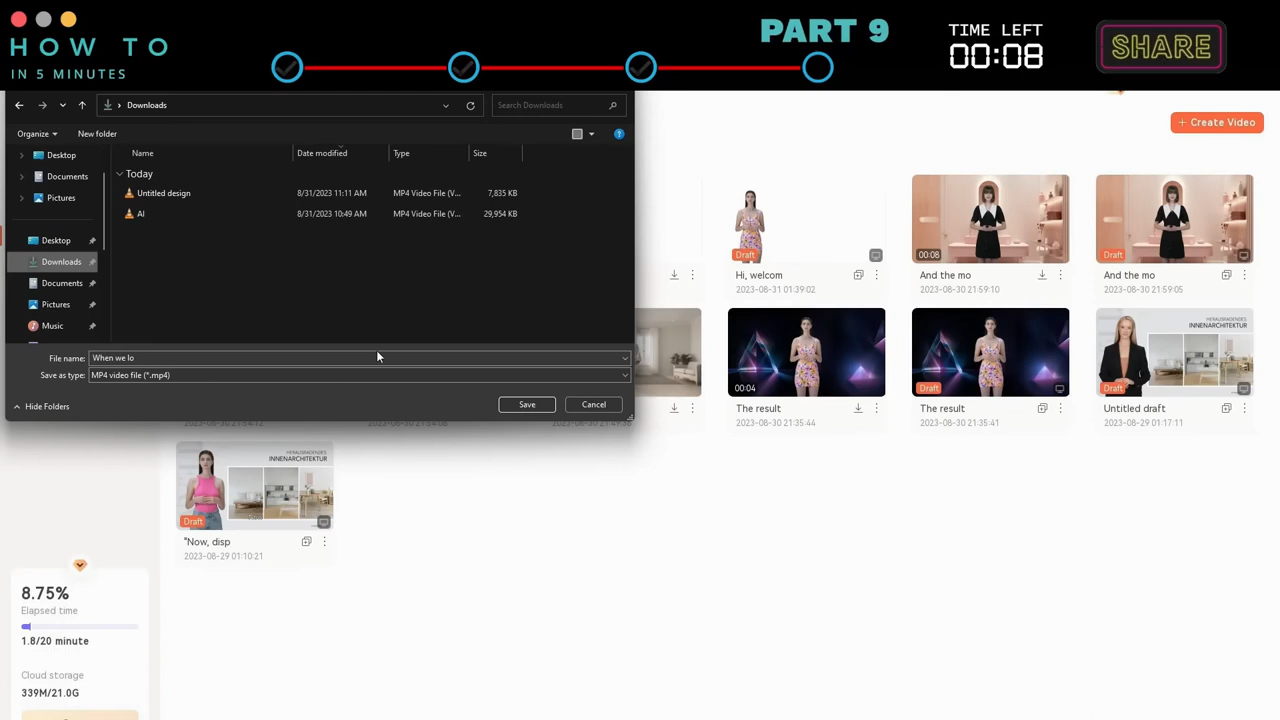 HOW TO
IN 5 MINUTES
PART 9
TIME LEFT
00:08
SHARE
Downloads
Search Downloads
Organize
New folder
Name
Date modified
Type
Size
Desktop
Documents
Pictures
Today
Untitled design
8/31/2023 11:11 AM
MP4 Video File (V...
7,835 KB
AI
8/31/2023 10:49 AM
MP4 Video File (V...
29,954 KB
Desktop
Downloads
Documents
Pictures
Music
File name:
When we lo
Save as type:
MP4 video file (*.mp4)
Hide Folders
Save
Cancel
+ Create Video
Draft
00:08
Draft
Hi, welcom
And the mo
And the mo
2023-08-31 01:39:02
2023-08-30 21:59:10
2023-08-30 21:59:05
HERAUSRAGENDES
INNENARCHITEKTUR
00:04
Draft
Draft
The result
The result
Untitled draft
2023-08-30 21:35:44
2023-08-30 21:35:41
2023-08-29 01:17:11
HERAUSRAGENDES
INNENARCHITEKTUR
Draft
"Now, disp
2023-08-29 01:10:21
8.75%
Elapsed time
1.8/20 minute
Cloud storage
339M/21.0G